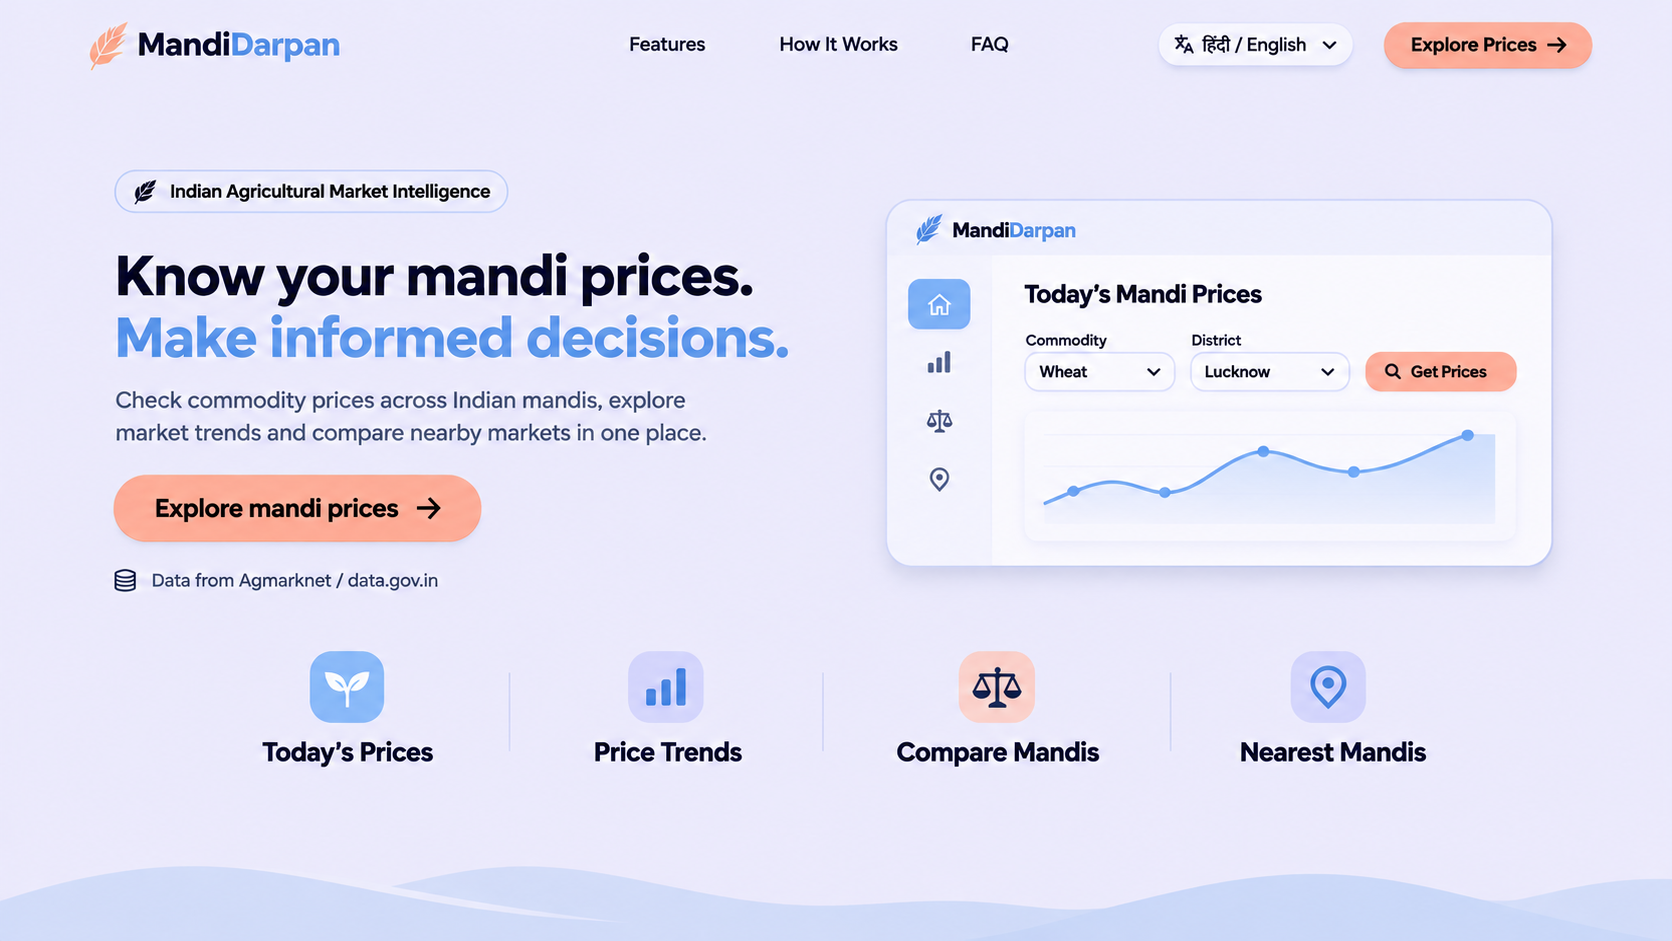 MandiDarpan
Features
How It Works
FAQ
हिंदी / English
Explore Prices
Indian Agricultural Market Intelligence
Know your mandi prices.
Make informed decisions.
Check commodity prices across Indian mandis, explore
market trends and compare nearby markets in one place.
Explore mandi prices
Data from Agmarknet / data.gov.in
MandiDarpan
Today's Mandi Prices
Commodity
District
Wheat
Lucknow
Get Prices
Today's Prices
Price Trends
Compare Mandis
Nearest Mandis